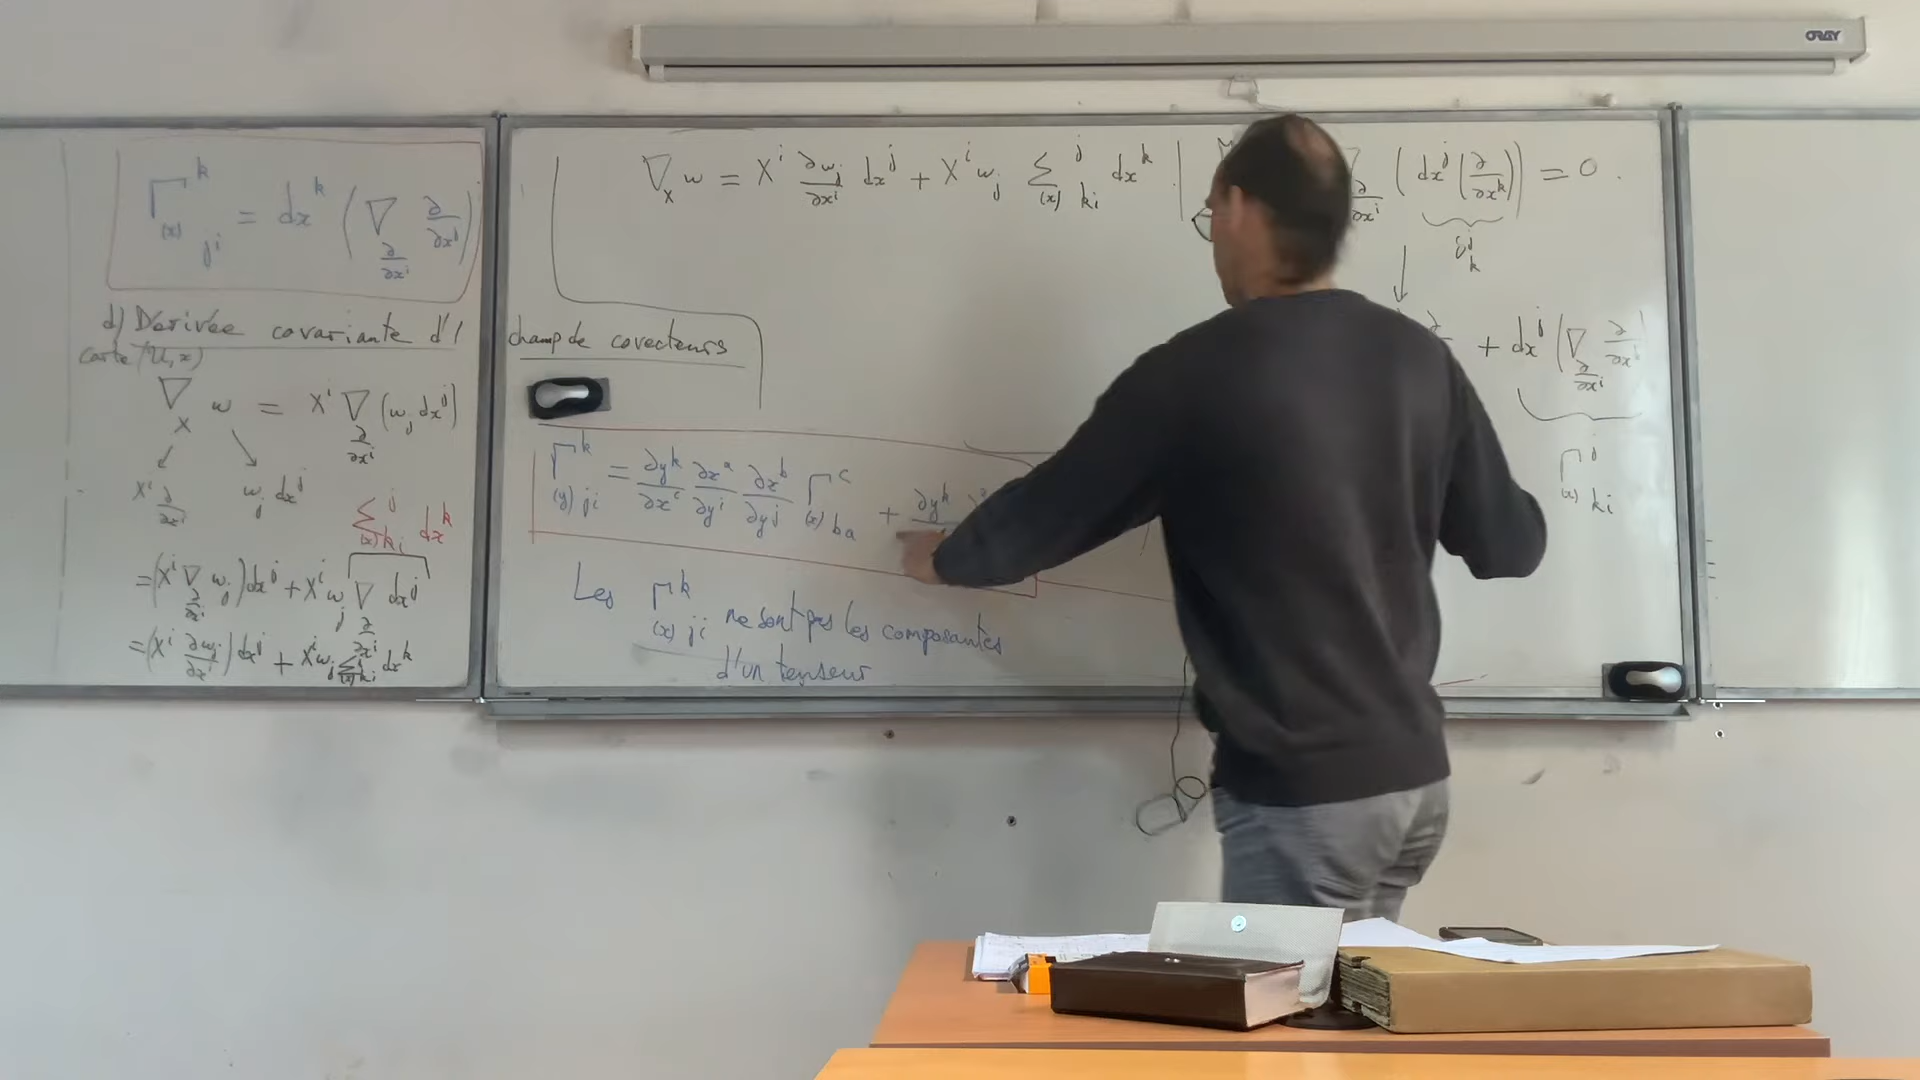 ORAY
Γ^k_{(x) ji} = dx^k (∇_{∂/∂x^i} ∂/∂x^j)
d) Dérivée covariante d'1 champ de covecteurs
Carte (U, x)
∇_X w = X^i ∇_{∂/∂x^i} (w_j dx^j)
X^i ∂/∂x^i w_j dx^j
Σ^j_{(x) ki} dx^k
= (X^i ∇_{∂/∂x^i} w_j) dx^j + X^i w_j ∇_{∂/∂x^i} dx^j
= (X^i ∂w_j/∂x^i) dx^j + X^i w_j Σ^j_{(x) ki} dx^k
∇_X w = X^i ∂w_j/∂x^i dx^j + X^i w_j Σ^j_{(x) ki} dx^k
Γ^k_{(y) ji} = ∂y^k/∂x^c ∂x^a/∂y^i ∂x^b/∂y^j Γ^c_{(x) ba} + ∂y^k
Les Γ^k_{(x) ji} ne sont pas les composantes
d'un tenseur
∂/∂x^i (dx^j (∂/∂x^k)) = 0.
δ^j_k
+ dx^j (∇_{∂/∂x^i} ∂/∂x^k)
Γ^j_{(x) ki}